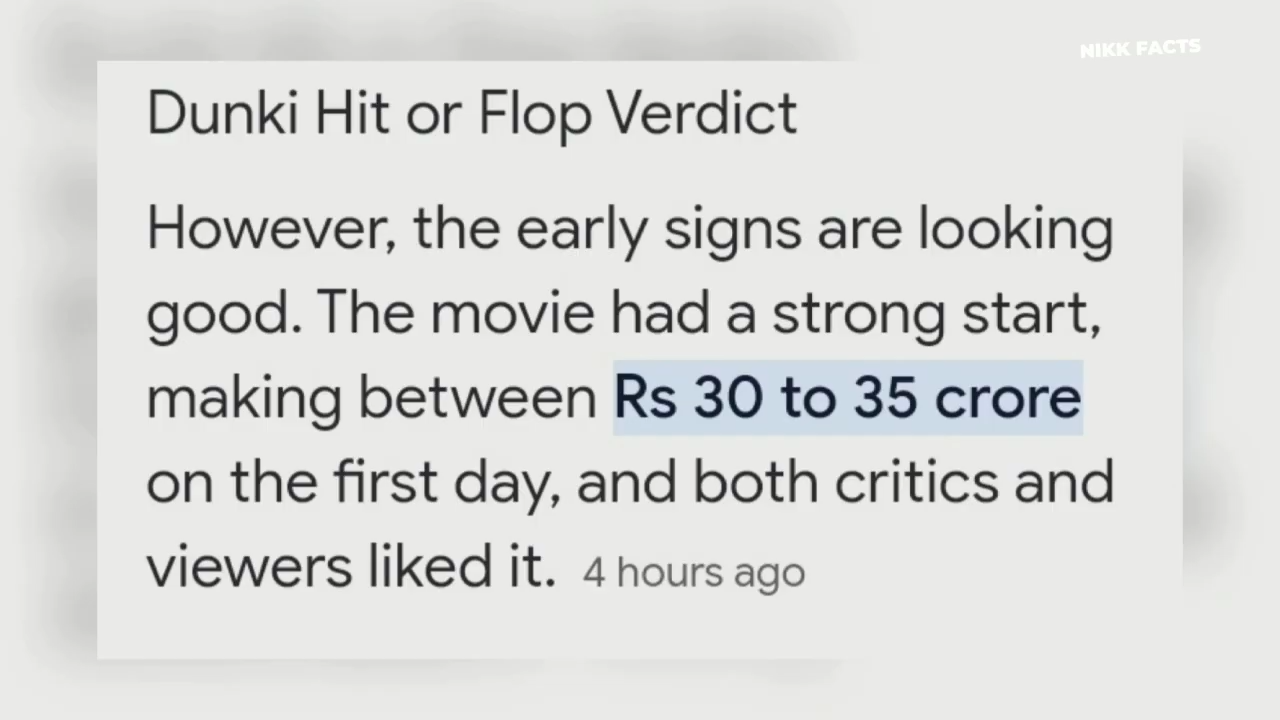 NIKK FACTS
Dunki Hit or Flop Verdict
However, the early signs are looking
good. The movie had a strong start,
making between Rs 30 to 35 crore
on the first day, and both critics and
viewers liked it. 4 hours ago